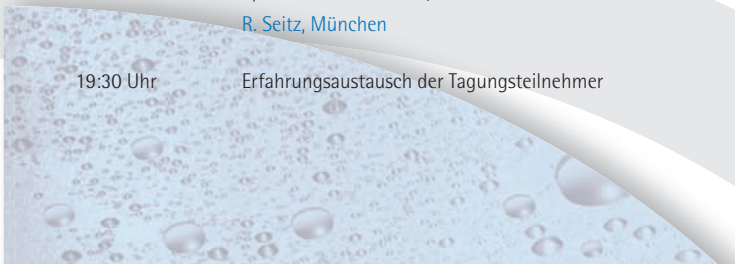 R. Seitz, München
19:30 Uhr Erfahrungsaustausch der Tagungsteilnehmer